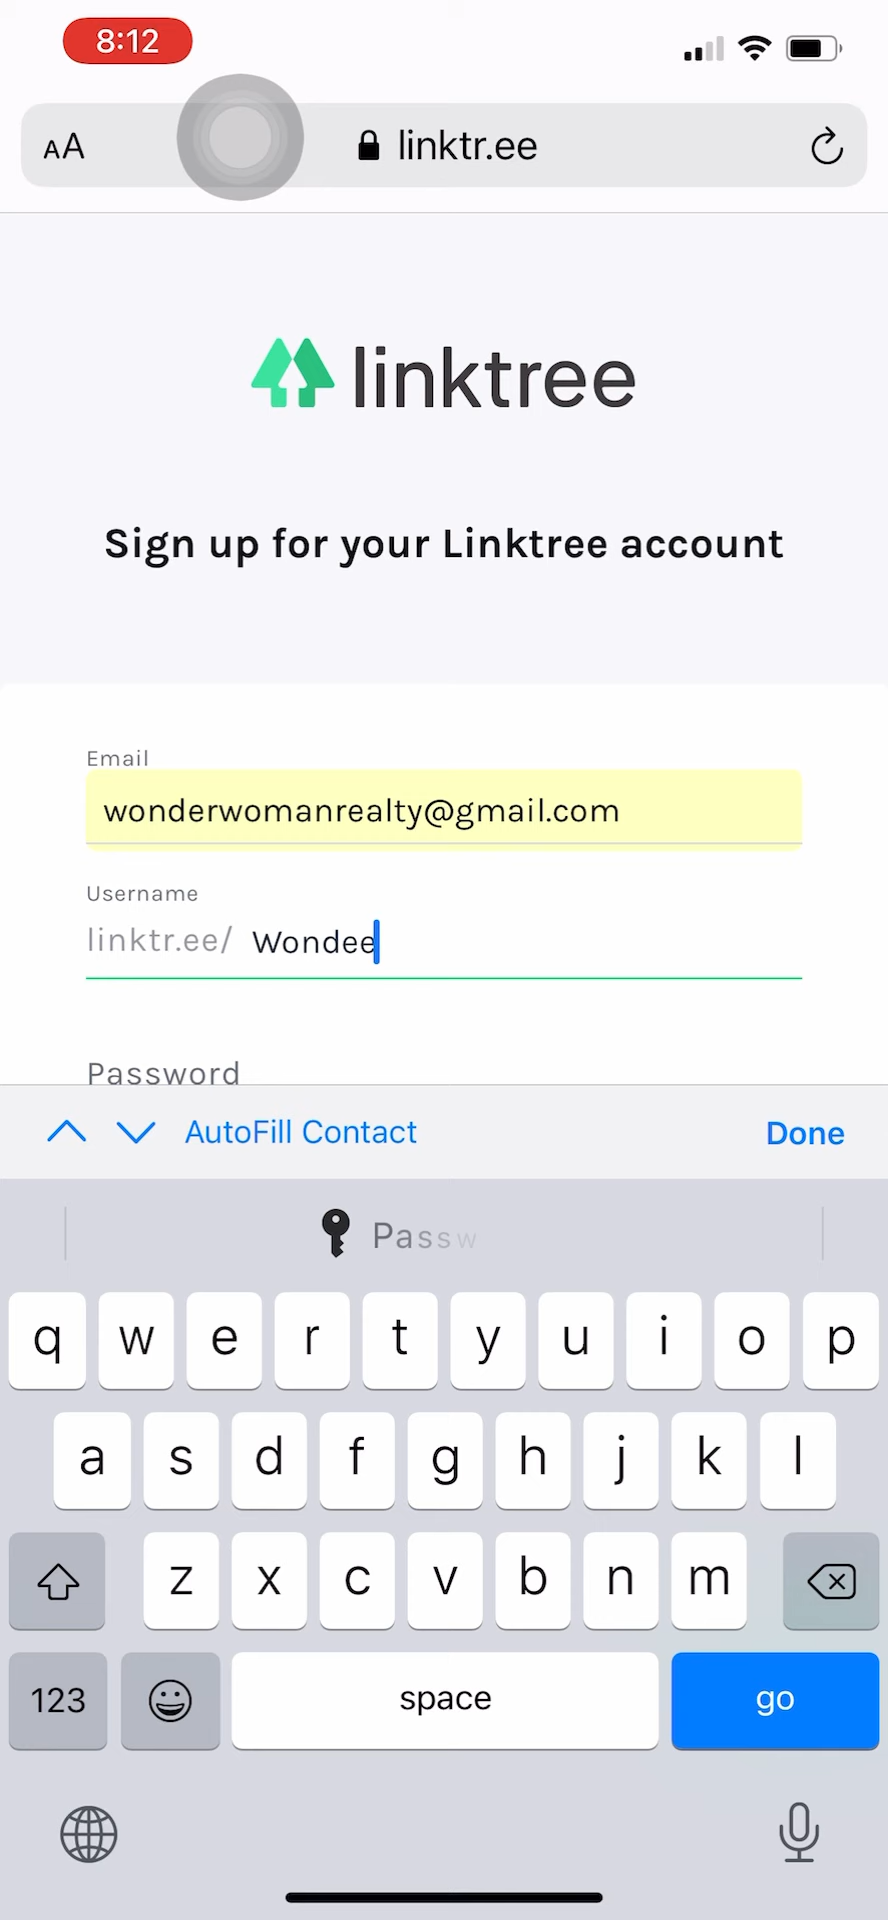 8:12
AA linktr.ee
linktree
Sign up for your Linktree account
Email
wonderwomanrealty@gmail.com
Username
linktr.ee/ Wondee
Password
AutoFill Contact Done
Passw
q w e r t y u i o p
a s d f g h j k l
z x c v b n m
123 space go